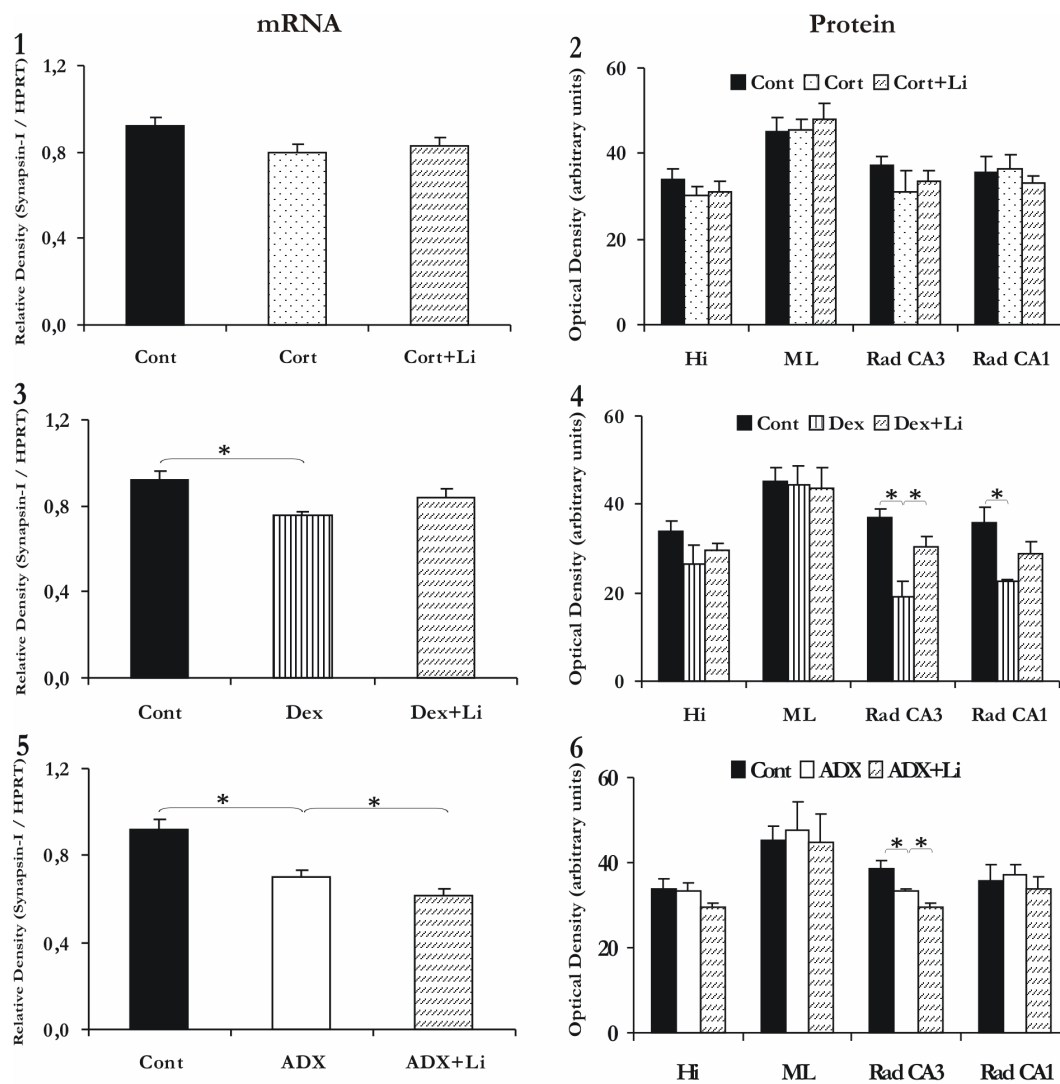 mRNA
Protein
1
Relative Density (Synapsin-I / HPRT)
1,2
0,8
0,4
0,0
Cont Cort Cort+Li
2
Optical Density (arbitrary units)
60
40
20
0
Cont Cort Cort+Li
Hi ML Rad CA3 Rad CA1
3
Relative Density (Synapsin-I / HPRT)
1,2
0,8
0,4
0,0
*
Cont Dex Dex+Li
4
Optical Density (arbitrary units)
60
40
20
0
Cont Dex Dex+Li
* * *
Hi ML Rad CA3 Rad CA1
5
Relative Density (Synapsin-I / HPRT)
1,2
0,8
0,4
0,0
* *
Cont ADX ADX+Li
6
Optical Density (arbitrary units)
60
40
20
0
Cont ADX ADX+Li
* *
Hi ML Rad CA3 Rad CA1